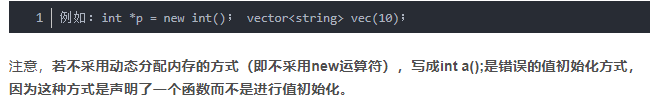 1 例如：int *p = new int();  vector<string> vec(10);
注意，若不采用动态分配内存的方式（即不采用new运算符），写成int a();是错误的值初始化方式，
因为这种方式是声明了一个函数而不是进行值初始化。